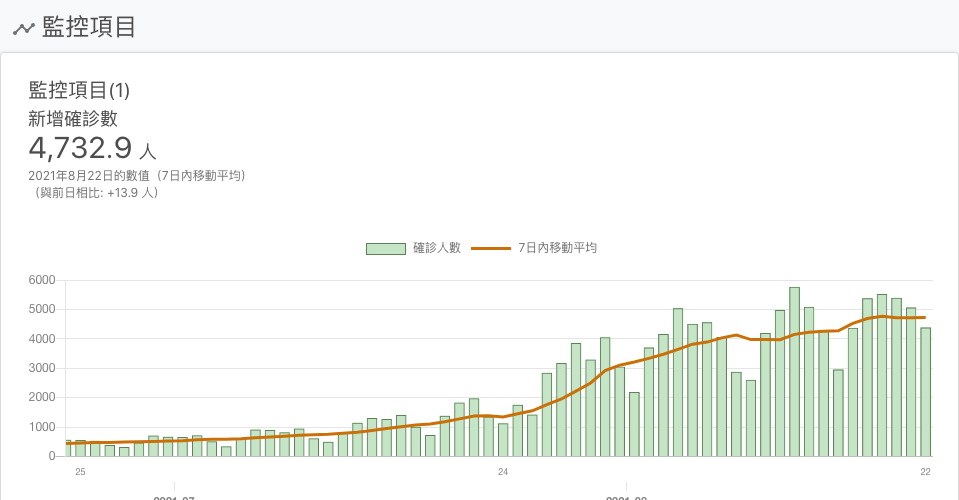 監控項目
監控項目(1)
新增確診數
4,732.9 人
2021年8月22日的數值（7日內移動平均）
（與前日相比: +13.9 人）
確診人數 7日內移動平均
6000
5000
4000
3000
2000
1000
0
25 24 22